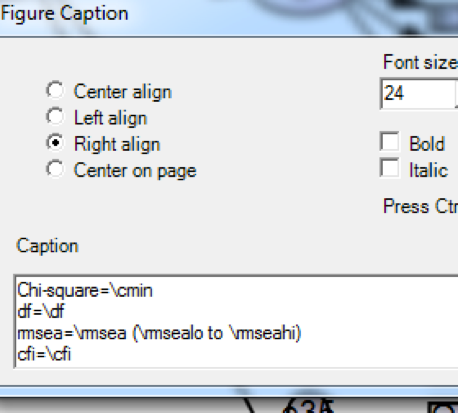 Figure Caption
Font size
Center align
24
Left align
Right align
Bold
Center on page
Italic
Press Ctr
Caption
Chi-square=\cmin
df=\df
rmsea=\rmsea (\rmsealo to \rmseahi)
cfi=\cfi